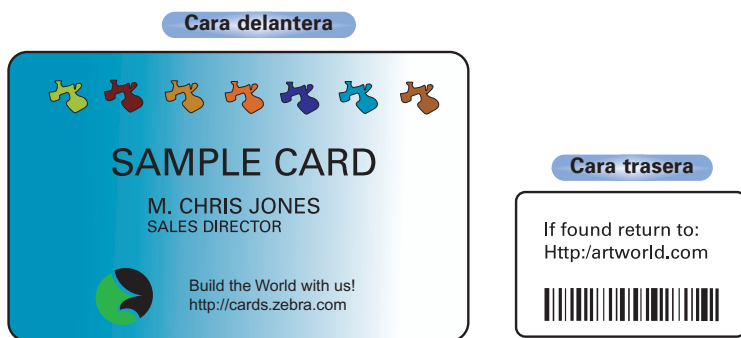 Cara delantera
SAMPLE CARD
M. CHRIS JONES
SALES DIRECTOR
Build the World with us!
http://cards.zebra.com
Cara trasera
If found return to:
Http:/artworld.com